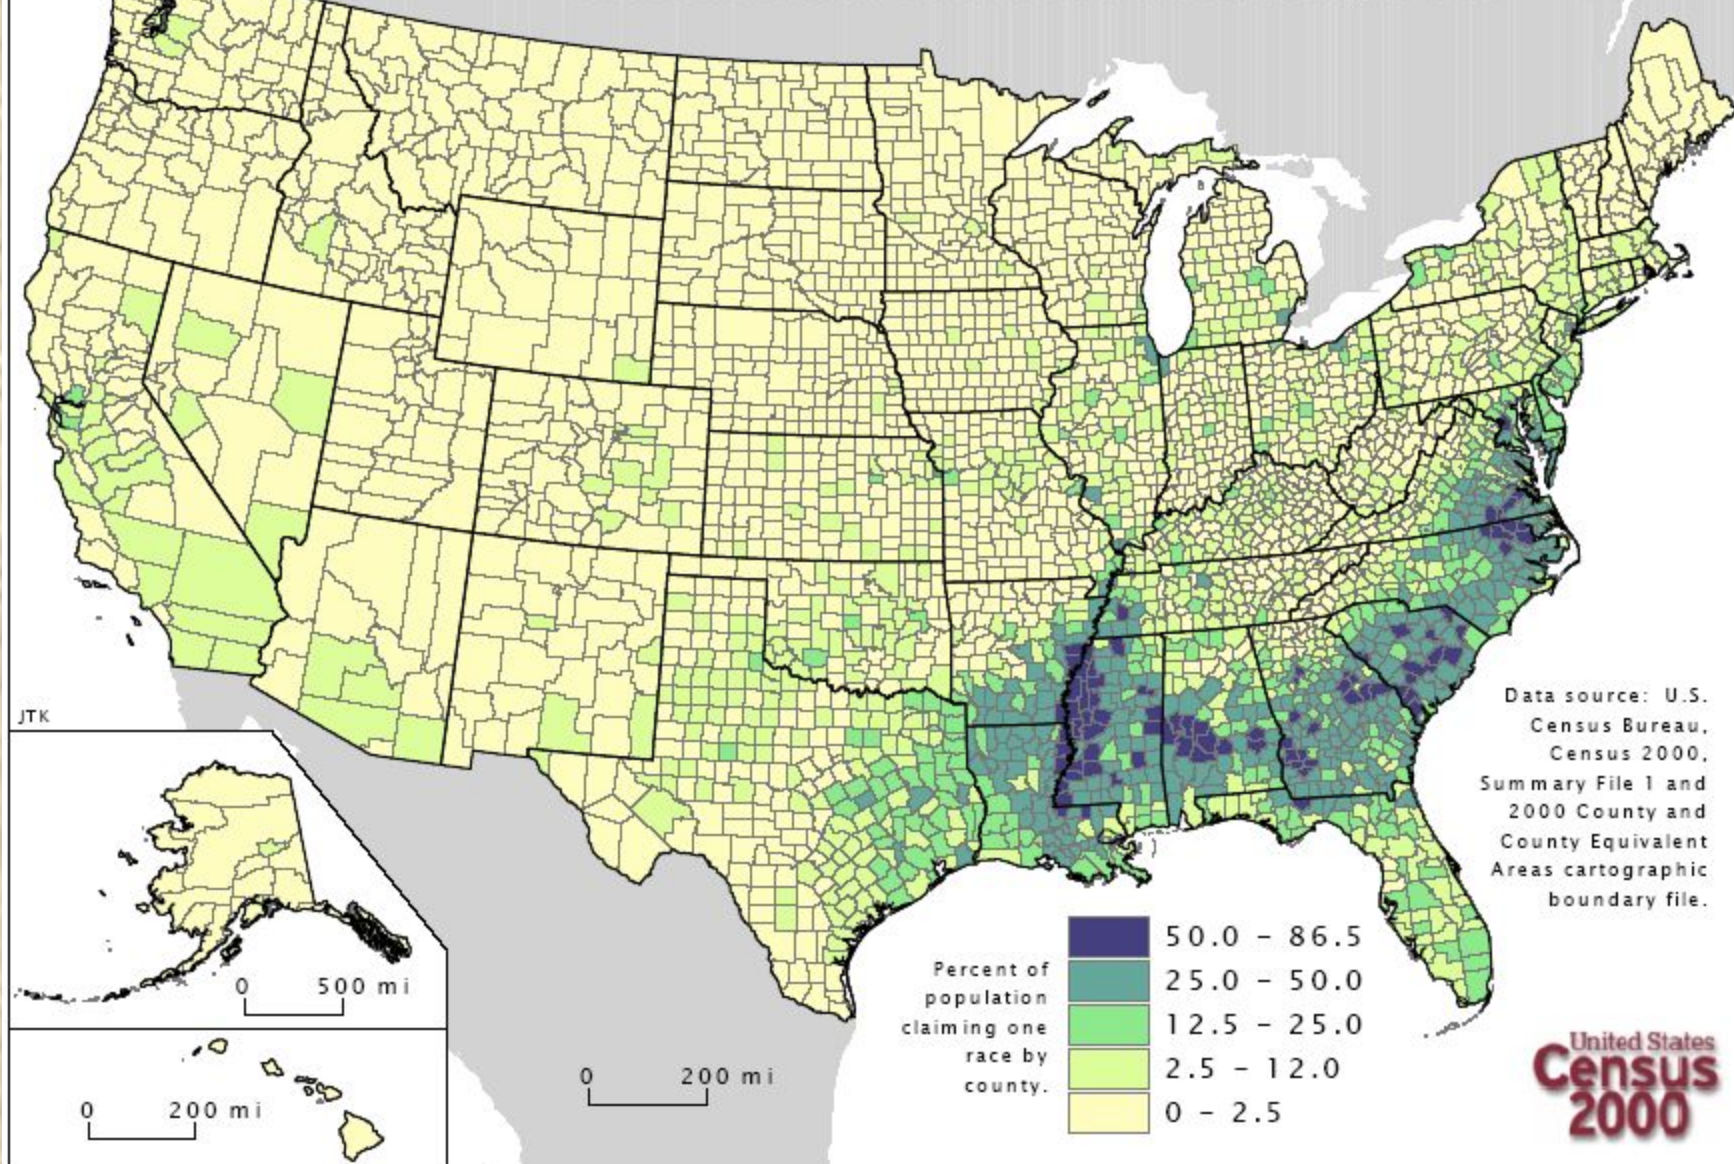 JTK
Data source: U.S.
Census Bureau,
Census 2000,
Summary File 1 and
2000 County and
County Equivalent
Areas cartographic
boundary file.
0 500 mi
0 200 mi
0 200 mi
Percent of
population
claiming one
race by
county.
50.0 - 86.5
25.0 - 50.0
12.5 - 25.0
2.5 - 12.0
0 - 2.5
United States
Census
2000